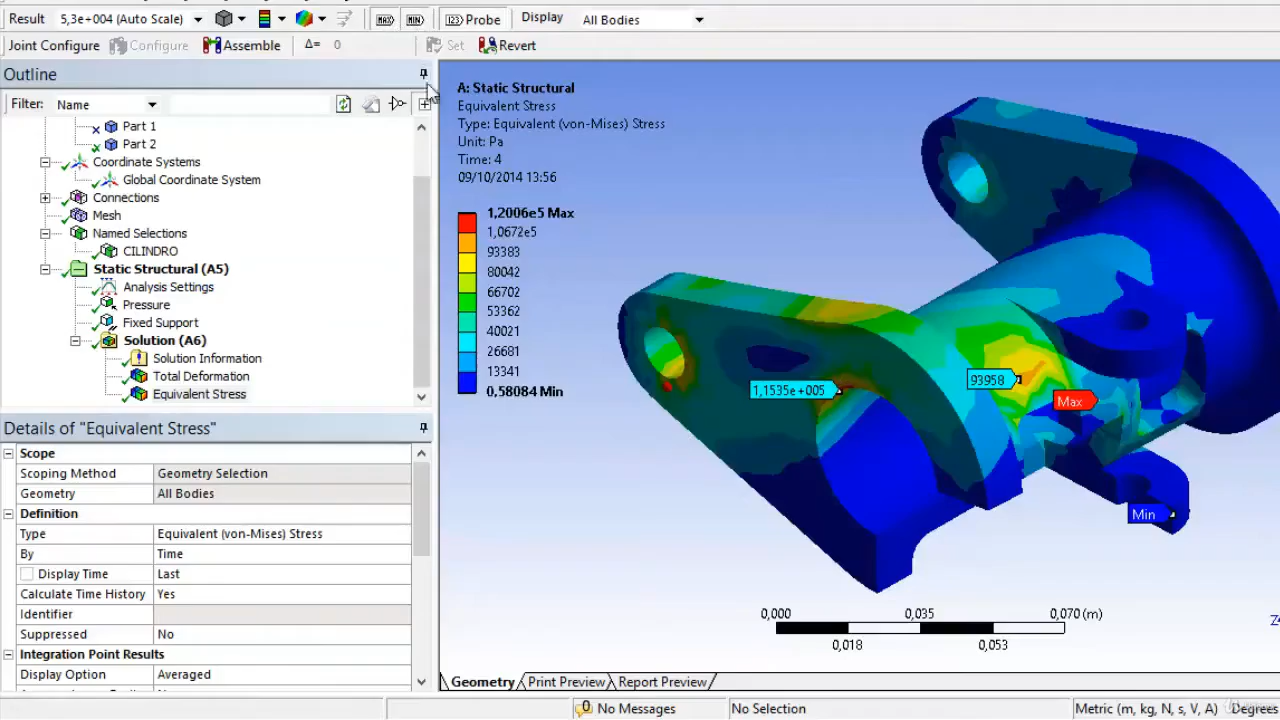 Result 5,3e+004 (Auto Scale) MAX MIN 123 Probe Display All Bodies
Joint Configure Configure Assemble Δ= 0 Set Revert
Outline
Filter: Name
Part 1
Part 2
Coordinate Systems
Global Coordinate System
Connections
Mesh
Named Selections
CILINDRO
Static Structural (A5)
Analysis Settings
Pressure
Fixed Support
Solution (A6)
Solution Information
Total Deformation
Equivalent Stress
Details of "Equivalent Stress"
Scope
Scoping Method Geometry Selection
Geometry All Bodies
Definition
Type Equivalent (von-Mises) Stress
By Time
Display Time Last
Calculate Time History Yes
Identifier
Suppressed No
Integration Point Results
Display Option Averaged
A: Static Structural
Equivalent Stress
Type: Equivalent (von-Mises) Stress
Unit: Pa
Time: 4
09/10/2014 13:56
1,2006e5 Max
1,0672e5
93383
80042
66702
53362
40021
26681
13341
0,58084 Min
1,1535e+005
93958
Max
Min
0,000 0,035 0,070 (m)
0,018 0,053
Geometry Print Preview Report Preview
0 No Messages No Selection Metric (m, kg, N, s, V, A) Degrees